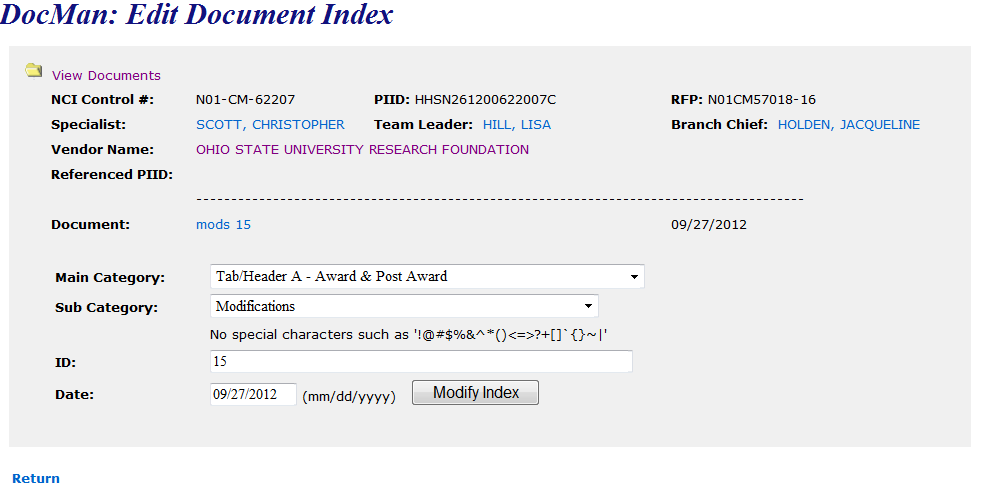 DocMan: Edit Document Index
View Documents
NCI Control #: N01-CM-62207 PIID: HHSN261200622007C RFP: N01CM57018-16
Specialist: SCOTT, CHRISTOPHER Team Leader: HILL, LISA Branch Chief: HOLDEN, JACQUELINE
Vendor Name: OHIO STATE UNIVERSITY RESEARCH FOUNDATION
Referenced PIID:
--------------------------------------------------------------------------------
Document: mods 15 09/27/2012
Main Category: Tab/Header A - Award & Post Award
Sub Category: Modifications
No special characters such as '!@#$%&^*()<=>?+[]`{}~|'
ID: 15
Date: 09/27/2012 (mm/dd/yyyy) Modify Index
Return